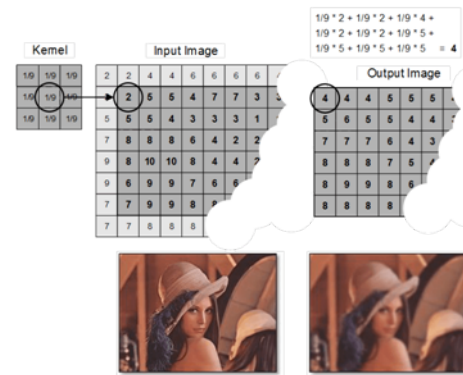 1/9 * 2 + 1/9 * 2 + 1/9 * 4 +
1/9 * 2 + 1/9 * 2 + 1/9 * 5 +
1/9 * 5 + 1/9 * 5 + 1/9 * 5 = 4
Kernel
Input Image
Output Image
1/9 1/9 1/9
1/9 1/9 1/9
1/9 1/9 1/9
2 2 4 4 6 6 6 6
2 5 5 4 7 7 3
5 5 5 4 3 3 3 1
7 8 8 8 6 4 2 2
9 8 10 10 8 4 4 2
9 6 9 9 7 6 6
7 7 9 9 8 8
7 7 8 8 8
4 4 4 5 5 5
5 6 5 5 4 4
7 7 7 6 4 3
8 8 8 7 5 4
8 9 9 8 6
8 8 8 8